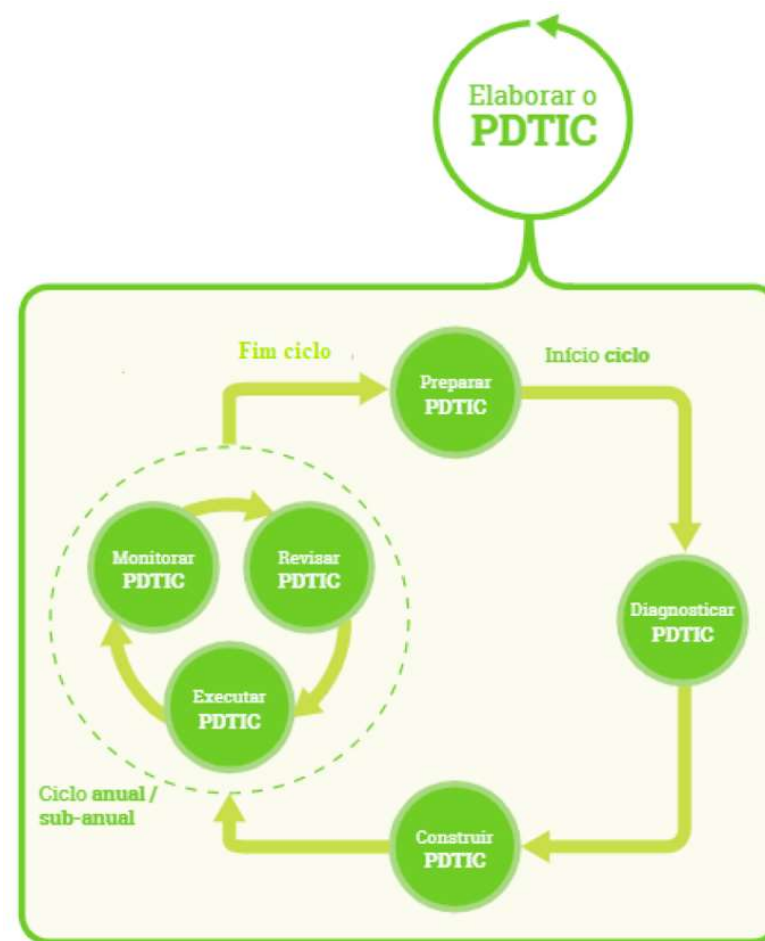 Elaborar o
PDTIC
Fim ciclo
Início ciclo
Preparar
PDTIC
Monitorar
PDTIC
Revisar
PDTIC
Diagnosticar
PDTIC
Executar
PDTIC
Ciclo anual /
sub-anual
Construir
PDTIC